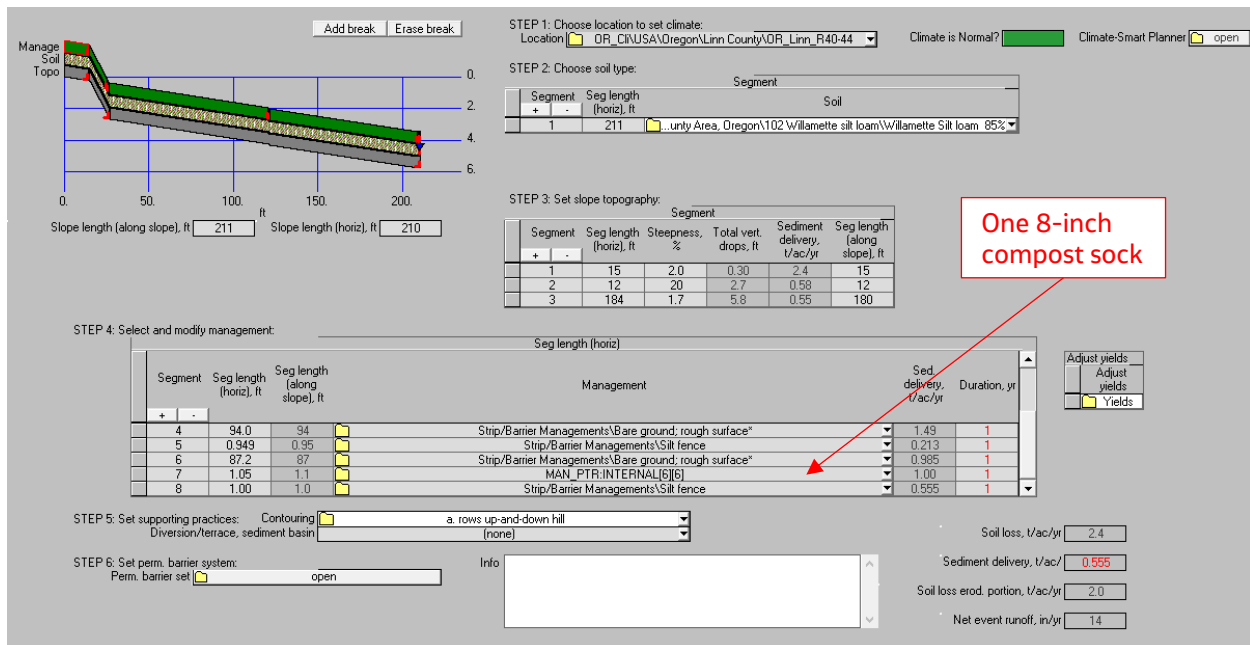 Add break Erase break
Manage
Soil
Topo
0.
2.
4.
6.
0. 50. 100. 150. 200.
ft
Slope length (along slope), ft 211 Slope length (horiz), ft 210
STEP 1: Choose location to set climate:
Location OR_Cli\USA\Oregon\Linn County\OR_Linn_R40-44
Climate is Normal? Climate-Smart Planner open
STEP 2: Choose soil type:
Segment
Segment Seg length (horiz), ft Soil
+ -
1 211 ...unty Area, Oregon\102 Willamette silt loam\Willamette Silt loam 85%
STEP 3: Set slope topography:
Segment
Segment Seg length (horiz), ft Steepness, % Total vert. drops, ft Sediment delivery, t/ac/yr Seg length (along slope), ft
+ -
1 15 2.0 0.30 2.4 15
2 12 20 2.7 0.58 12
3 184 1.7 5.8 0.55 180
One 8-inch
compost sock
STEP 4: Select and modify management:
Seg length (horiz)
Segment Seg length (horiz), ft Seg length (along slope), ft Management Sed. delivery, t/ac/yr Duration, yr
+ -
4 94.0 94 Strip/Barrier Managements\Bare ground; rough surface* 1.49 1
5 0.949 0.95 Strip/Barrier Managements\Silt fence 0.213 1
6 87.2 87 Strip/Barrier Managements\Bare ground; rough surface* 0.985 1
7 1.05 1.1 MAN_PTR:INTERNAL[6][6] 1.00 1
8 1.00 1.0 Strip/Barrier Managements\Silt fence 0.555 1
Adjust yields
Adjust yields
Yields
STEP 5: Set supporting practices: Contouring a. rows up-and-down hill
Diversion/terrace, sediment basin (none)
STEP 6: Set perm. barrier system:
Perm. barrier set open
Info
Soil loss, t/ac/yr 2.4
Sediment delivery, t/ac/ 0.555
Soil loss erod. portion, t/ac/yr 2.0
Net event runoff, in/yr 14